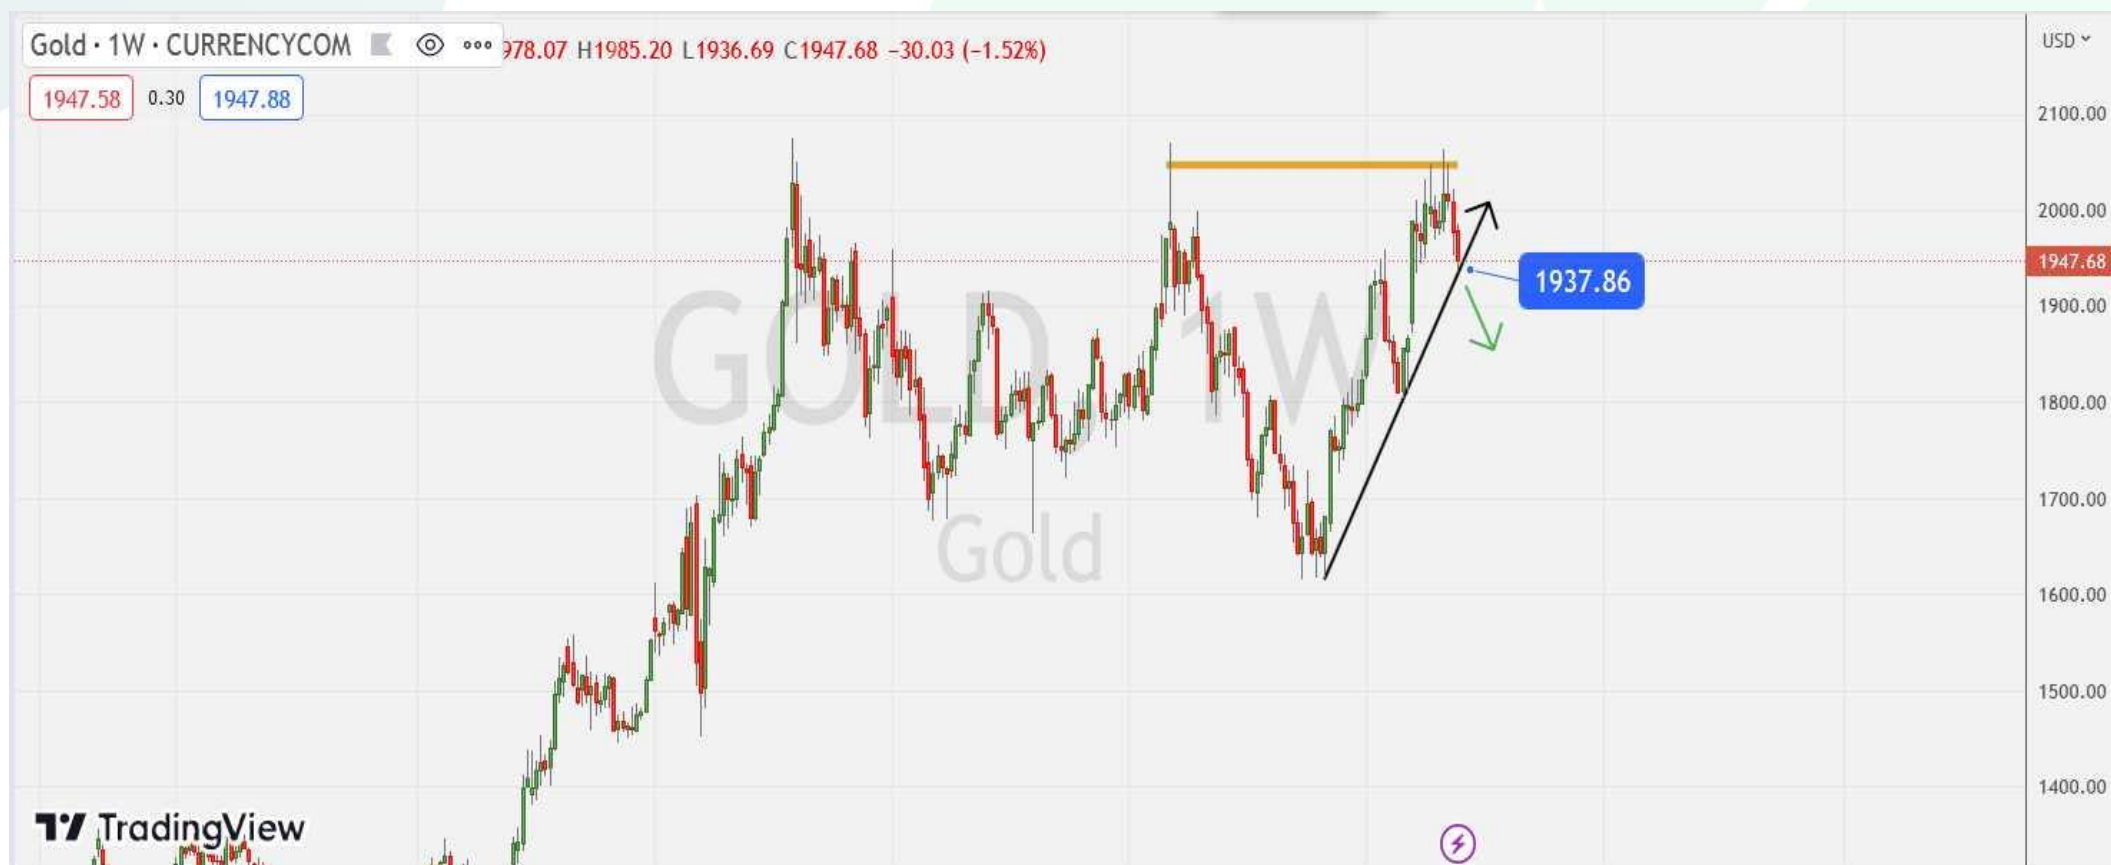 Gold · 1W · CURRENCYCOM 978.07 H1985.20 L1936.69 C1947.68 −30.03 (−1.52%)
USD
1947.58 0.30 1947.88
2100.00
2000.00
1947.68
1937.86
1900.00
GOLD, 1W
1800.00
1700.00
Gold
1600.00
1500.00
1400.00
TradingView